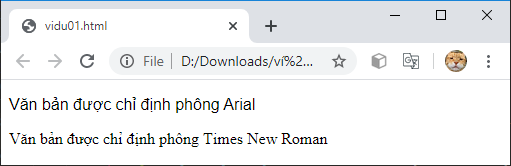 vidu01.html
File | D:/Downloads/ví%2...
Văn bản được chỉ định phông Arial
Văn bản được chỉ định phông Times New Roman